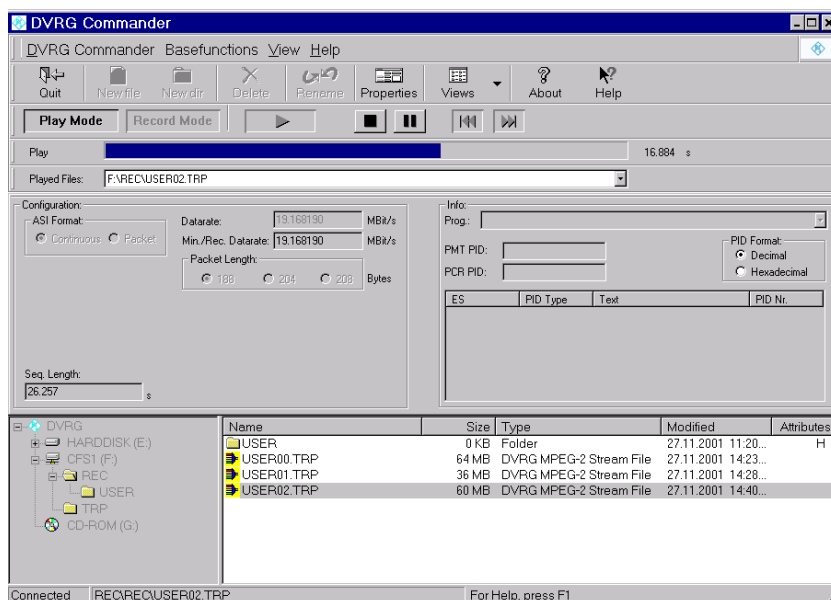 DVRG Commander
DVRG Commander Basefunctions View Help
Quit New file New dir Delete Rename Properties Views About Help
Play Mode Record Mode
Play 16.884 s
Played Files: F:\REC\USER02.TRP
Configuration:
ASI Format:
Continuous Packet
Datarate: 19.168190 MBit/s
Min./Rec. Datarate: 19.168190 MBit/s
Packet Length:
188 204 208 Bytes
Seq. Length:
26.257 s
Info:
Prog.:
PMT PID:
PCR PID:
PID Format:
Decimal
Hexadecimal
ES PID Type Text PID Nr.
DVRG
HARDDISK (E:)
CFS1 (F:)
REC
USER
TRP
CD-ROM (G:)
Name Size Type Modified Attributes
USER 0 KB Folder 27.11.2001 11:20... H
USER00.TRP 64 MB DVRG MPEG-2 Stream File 27.11.2001 14:23...
USER01.TRP 36 MB DVRG MPEG-2 Stream File 27.11.2001 14:28...
USER02.TRP 60 MB DVRG MPEG-2 Stream File 27.11.2001 14:40...
Connected REC\REC\USER02.TRP For Help, press F1